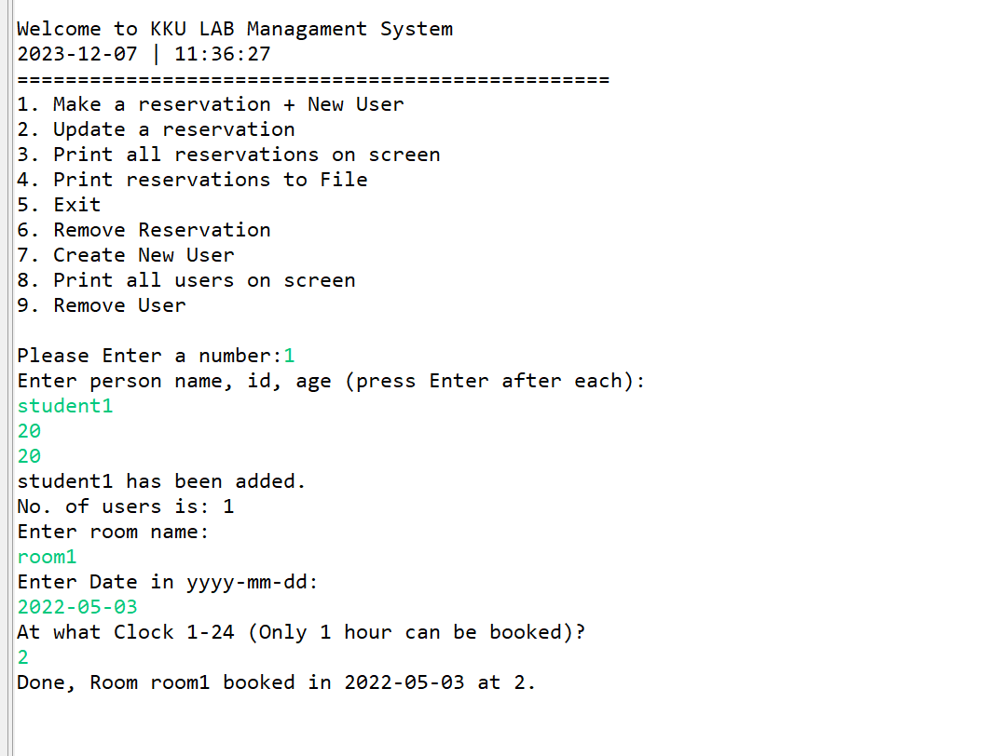 Welcome to KKU LAB Managament System
2023-12-07 | 11:36:27
=================================================
1. Make a reservation + New User
2. Update a reservation
3. Print all reservations on screen
4. Print reservations to File
5. Exit
6. Remove Reservation
7. Create New User
8. Print all users on screen
9. Remove User
Please Enter a number:1
Enter person name, id, age (press Enter after each):
student1
20
20
student1 has been added.
No. of users is: 1
Enter room name:
room1
Enter Date in yyyy-mm-dd:
2022-05-03
At what Clock 1-24 (Only 1 hour can be booked)?
2
Done, Room room1 booked in 2022-05-03 at 2.